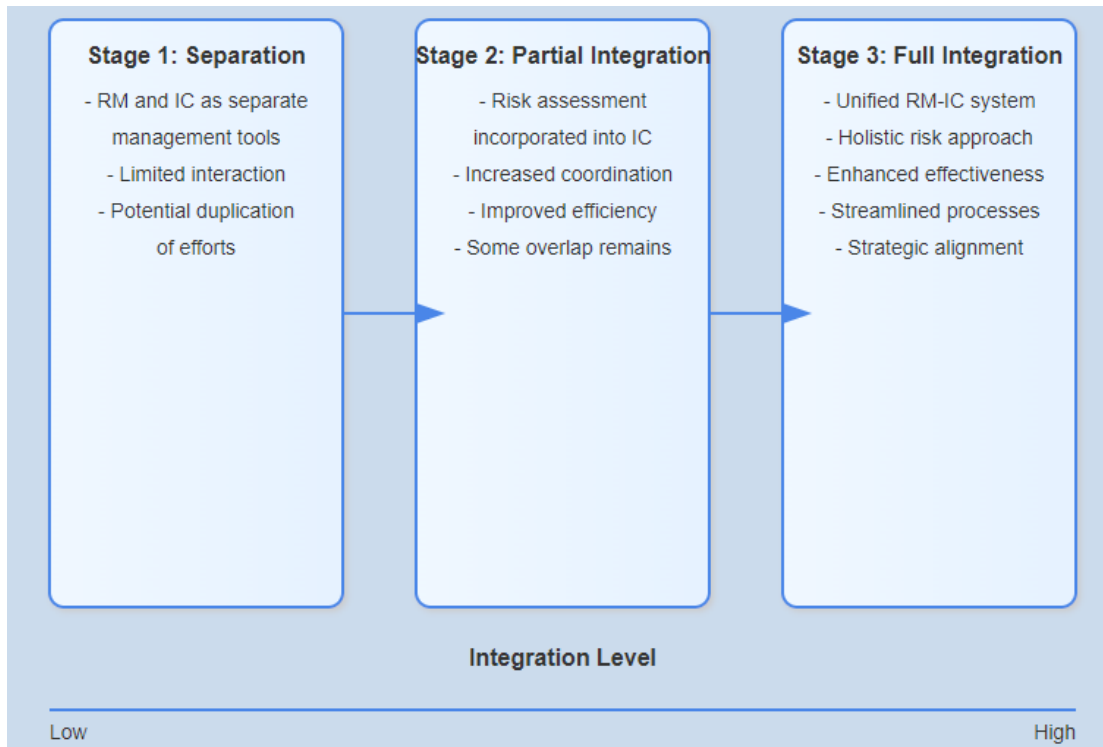 Stage 1: Separation
- RM and IC as separate
management tools
- Limited interaction
- Potential duplication
of efforts
Stage 2: Partial Integration
- Risk assessment
incorporated into IC
- Increased coordination
- Improved efficiency
- Some overlap remains
Stage 3: Full Integration
- Unified RM-IC system
- Holistic risk approach
- Enhanced effectiveness
- Streamlined processes
- Strategic alignment
Integration Level
Low
High